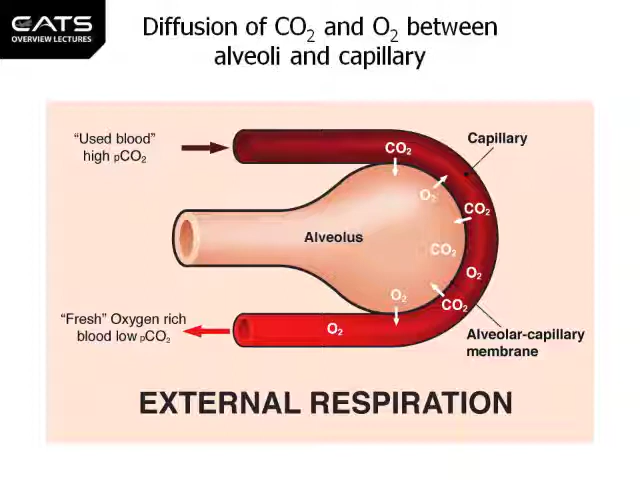 CATS
OVERVIEW LECTURES
Diffusion of CO₂ and O₂ between
alveoli and capillary
“Used blood”
high pCO₂
CO₂
Capillary
O₂
CO₂
Alveolus
CO₂
O₂
O₂
CO₂
“Fresh” Oxygen rich
blood low pCO₂
O₂
Alveolar-capillary
membrane
EXTERNAL RESPIRATION